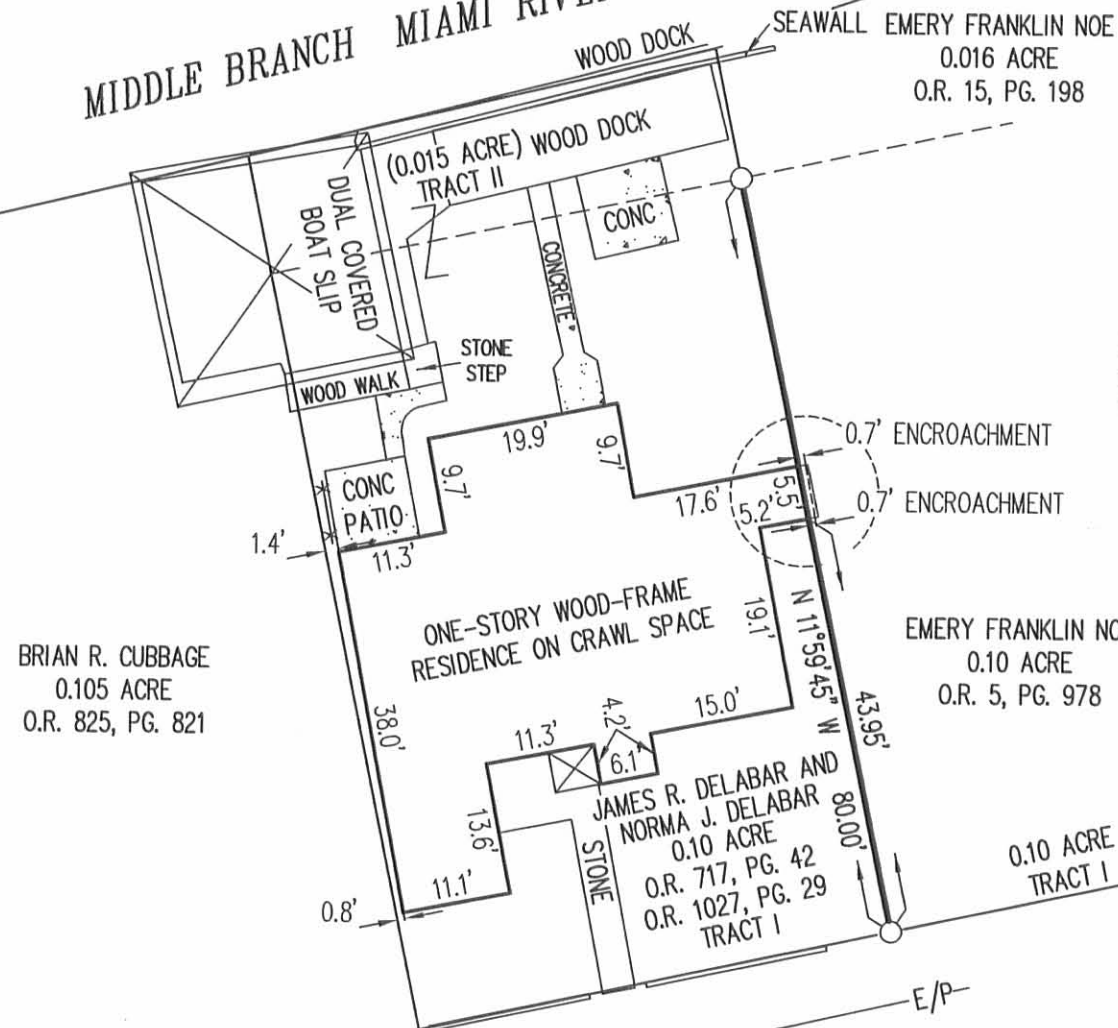 MIDDLE BRANCH MIAMI
WOOD DOCK
SEAWALL
EMERY FRANKLIN NOE
0.016 ACRE
O.R. 15, PG. 198
(0.015 ACRE)
TRACT II
WOOD DOCK
DUAL COVERED
BOAT SLIP
CONC
CONCRETE
STONE
STEP
WOOD WALK
19.9'
9.7'
9.7'
0.7' ENCROACHMENT
CONC
PATIO
17.6'
5.5'
5.2'
0.7' ENCROACHMENT
1.4'
11.3'
ONE-STORY WOOD-FRAME
RESIDENCE ON CRAWL SPACE
19.1'
N 11°59'45" W
43.95'
BRIAN R. CUBBAGE
0.105 ACRE
O.R. 825, PG. 821
EMERY FRANKLIN
0.10 ACRE
O.R. 5, PG. 978
38.0'
11.3'
4.2'
6.1'
15.0'
13.6'
JAMES R. DELABAR AND
NORMA J. DELABAR
0.10 ACRE
O.R. 717, PG. 42
O.R. 1027, PG. 29
TRACT I
80.00'
STONE
11.1'
0.8'
0.10 ACRE
TRACT I
E/P